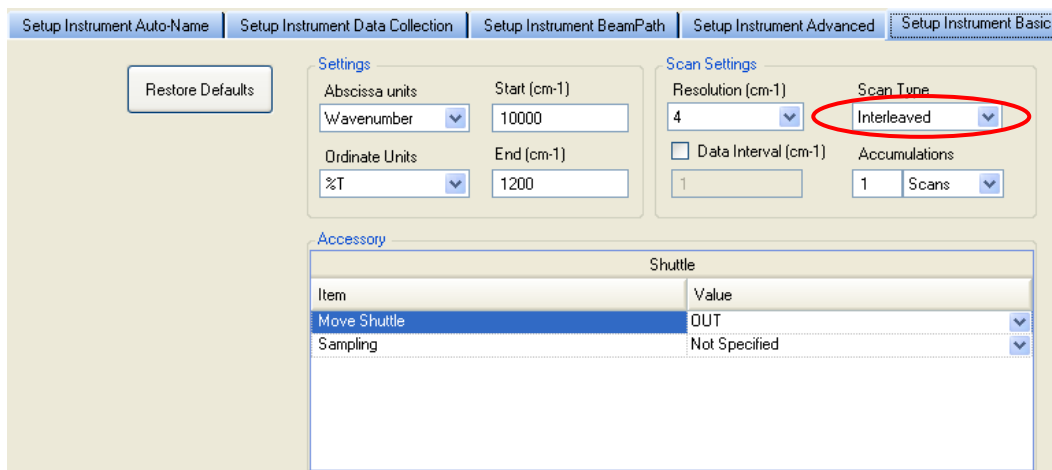 Setup Instrument Auto-Name
Setup Instrument Data Collection
Setup Instrument BeamPath
Setup Instrument Advanced
Setup Instrument Basic
Restore Defaults
Settings
Abscissa units
Start (cm-1)
Wavenumber
10000
Ordinate Units
End (cm-1)
%T
1200
Scan Settings
Resolution (cm-1)
Scan Type
4
Interleaved
Data Interval (cm-1)
Accumulations
1
1
Scans
Accessory
Shuttle
Item
Value
Move Shuttle
OUT
Sampling
Not Specified